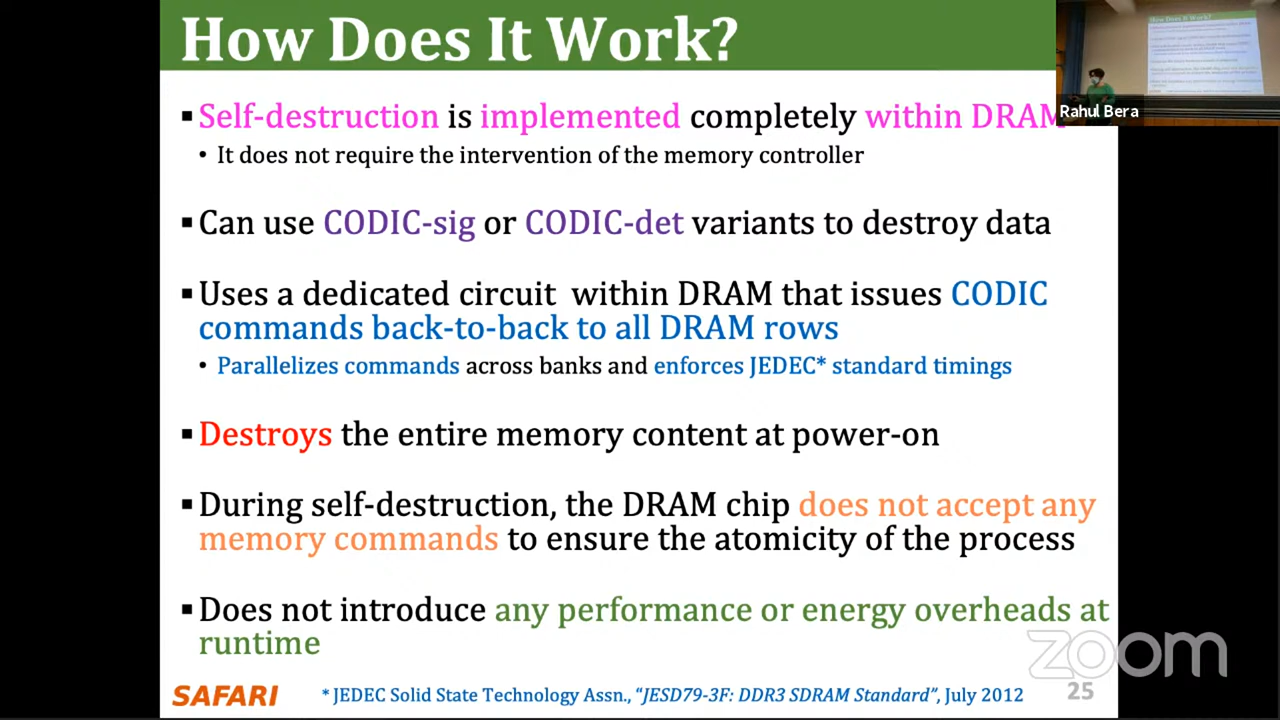 How Does It Work?
▪ Self-destruction is implemented completely within DRAM
• It does not require the intervention of the memory controller
▪ Can use CODIC-sig or CODIC-det variants to destroy data
▪ Uses a dedicated circuit within DRAM that issues CODIC
commands back-to-back to all DRAM rows
• Parallelizes commands across banks and enforces JEDEC* standard timings
▪ Destroys the entire memory content at power-on
▪ During self-destruction, the DRAM chip does not accept any
memory commands to ensure the atomicity of the process
▪ Does not introduce any performance or energy overheads at
runtime
SAFARI
* JEDEC Solid State Technology Assn., “JESD79-3F: DDR3 SDRAM Standard”, July 2012
25
zoom
How Does It Work?
Rahul Bera